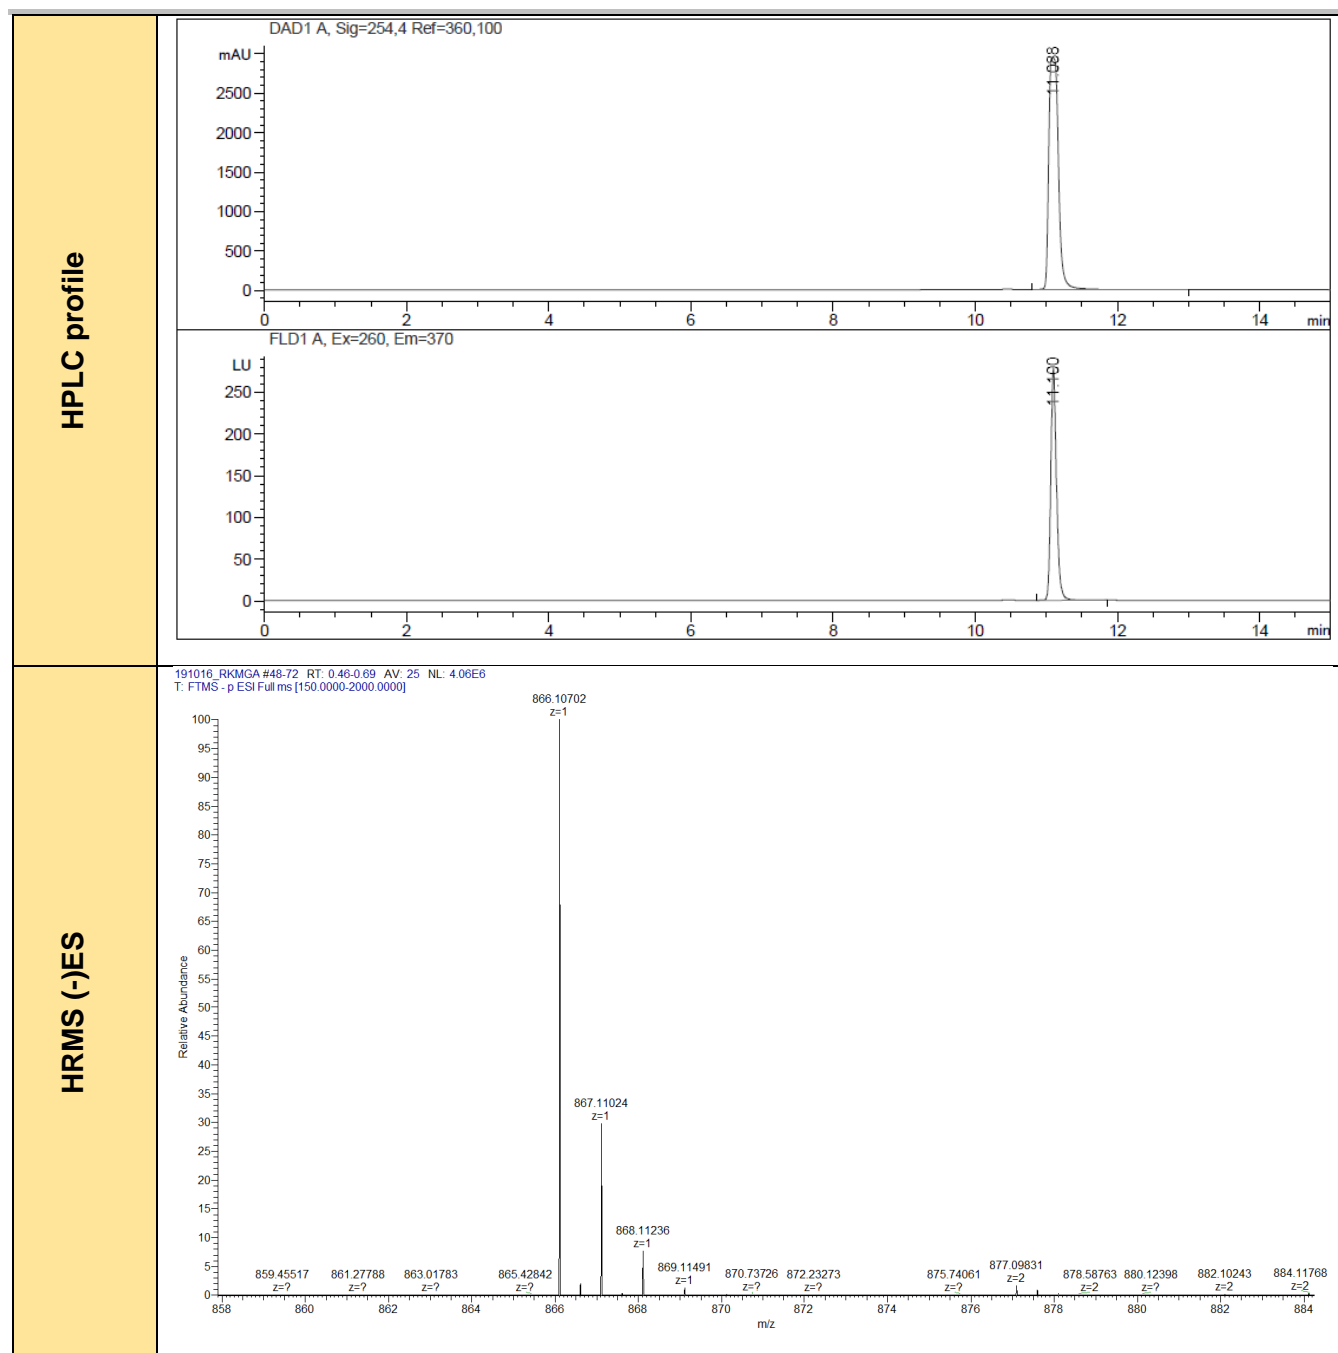 HPLC profile
DAD1 A, Sig=254,4 Ref=360,100
mAU
2500
2000
1500
1000
500
0
11.088
0 2 4 6 8 10 12 14 min
FLD1 A, Ex=260, Em=370
LU
250
200
150
100
50
0
11.100
0 2 4 6 8 10 12 14 min
HRMS (-)ES
191016_RKMGA #48-72 RT: 0.46-0.69 AV: 25 NL: 4.06E6
T: FTMS - p ESI Full ms [150.0000-2000.0000]
Relative Abundance
100
95
90
85
80
75
70
65
60
55
50
45
40
35
30
25
20
15
10
5
0
866.10702
z=1
867.11024
z=1
868.11236
z=1
869.11491
z=1
859.45517
z=?
861.27788
z=?
863.01783
z=?
865.42842
z=?
870.73726
z=?
872.23273
z=?
875.74061
z=?
877.09831
z=2
878.58763
z=2
880.12398
z=?
882.10243
z=2
884.11768
z=2
858 860 862 864 866 868 870 872 874 876 878 880 882 884
m/z